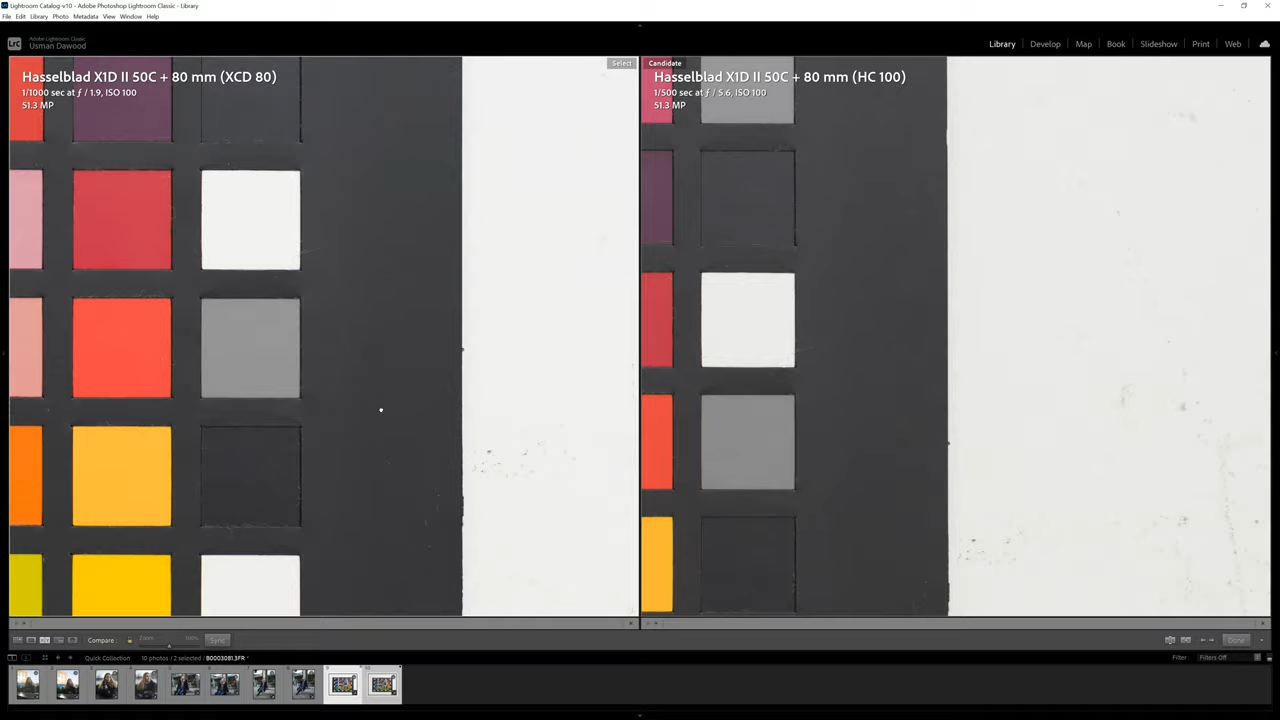 Lightroom Catalog-v10 - Adobe Photoshop Lightroom Classic - Library
File Edit Library Photo Metadata View Window Help
LrC
Adobe Lightroom Classic
Usman Dawood
Library | Develop | Map | Book | Slideshow | Print | Web
Hasselblad X1D II 50C + 80 mm (XCD 80)
1/1000 sec at ƒ / 1.9, ISO 100
51.3 MP
Select
Candidate
Hasselblad X1D II 50C + 80 mm (HC 100)
1/500 sec at ƒ / 5.6, ISO 100
51.3 MP
Compare : Zoom 100% Sync
Done
Quick Collection 10 photos / 2 selected / B0003081.3FR
Filter : Filters Off